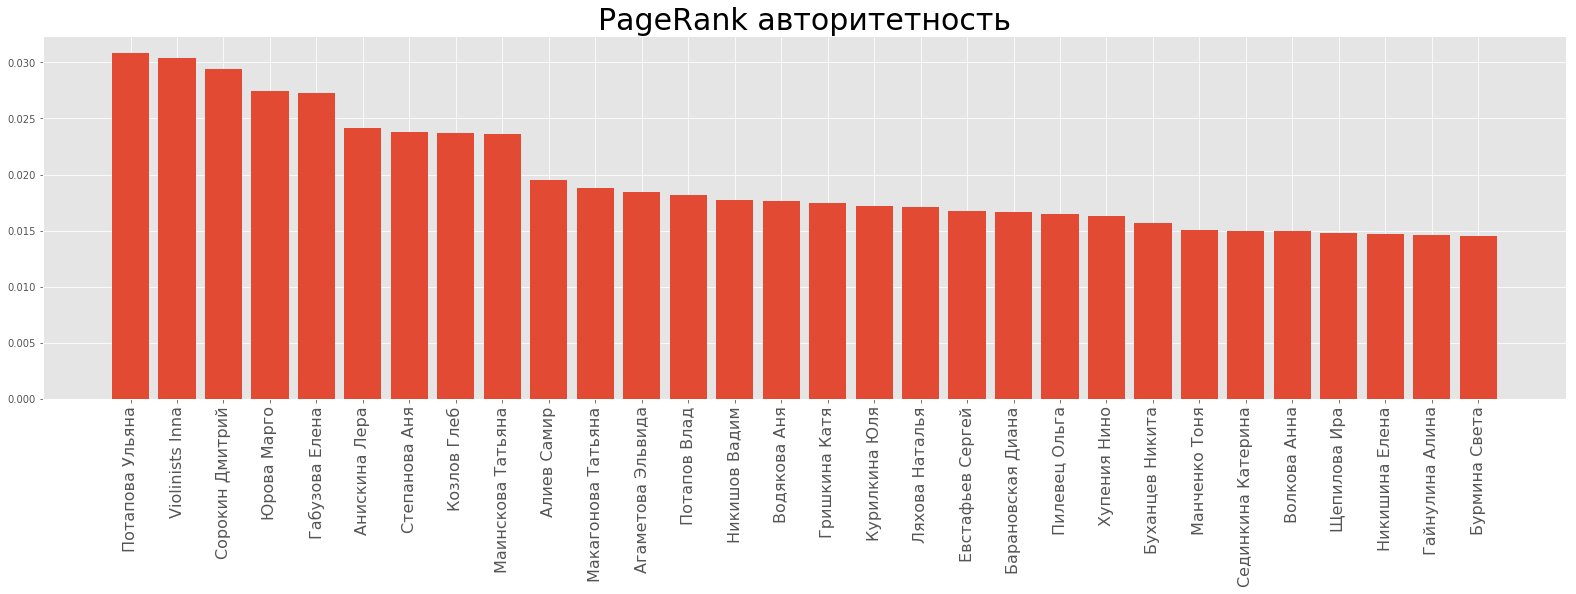 PageRank авторитетность
0.030
0.025
0.020
0.015
0.010
0.005
0.000
Потапова Ульяна
Violinists Inna
Сорокин Дмитрий
Юрова Марго
Габузова Елена
Анискина Лера
Степанова Аня
Козлов Глеб
Маинскова Татьяна
Алиев Самир
Макагонова Татьяна
Агаметова Эльвида
Потапов Влад
Никишов Вадим
Водякова Аня
Гришкина Катя
Курилкина Юля
Ляхова Наталья
Евстафьев Сергей
Барановская Диана
Пилевец Ольга
Хупения Нино
Буханцев Никита
Манченко Тоня
Сединкина Катерина
Волкова Анна
Щепилова Ира
Никишина Елена
Гайнулина Алина
Бурмина Света